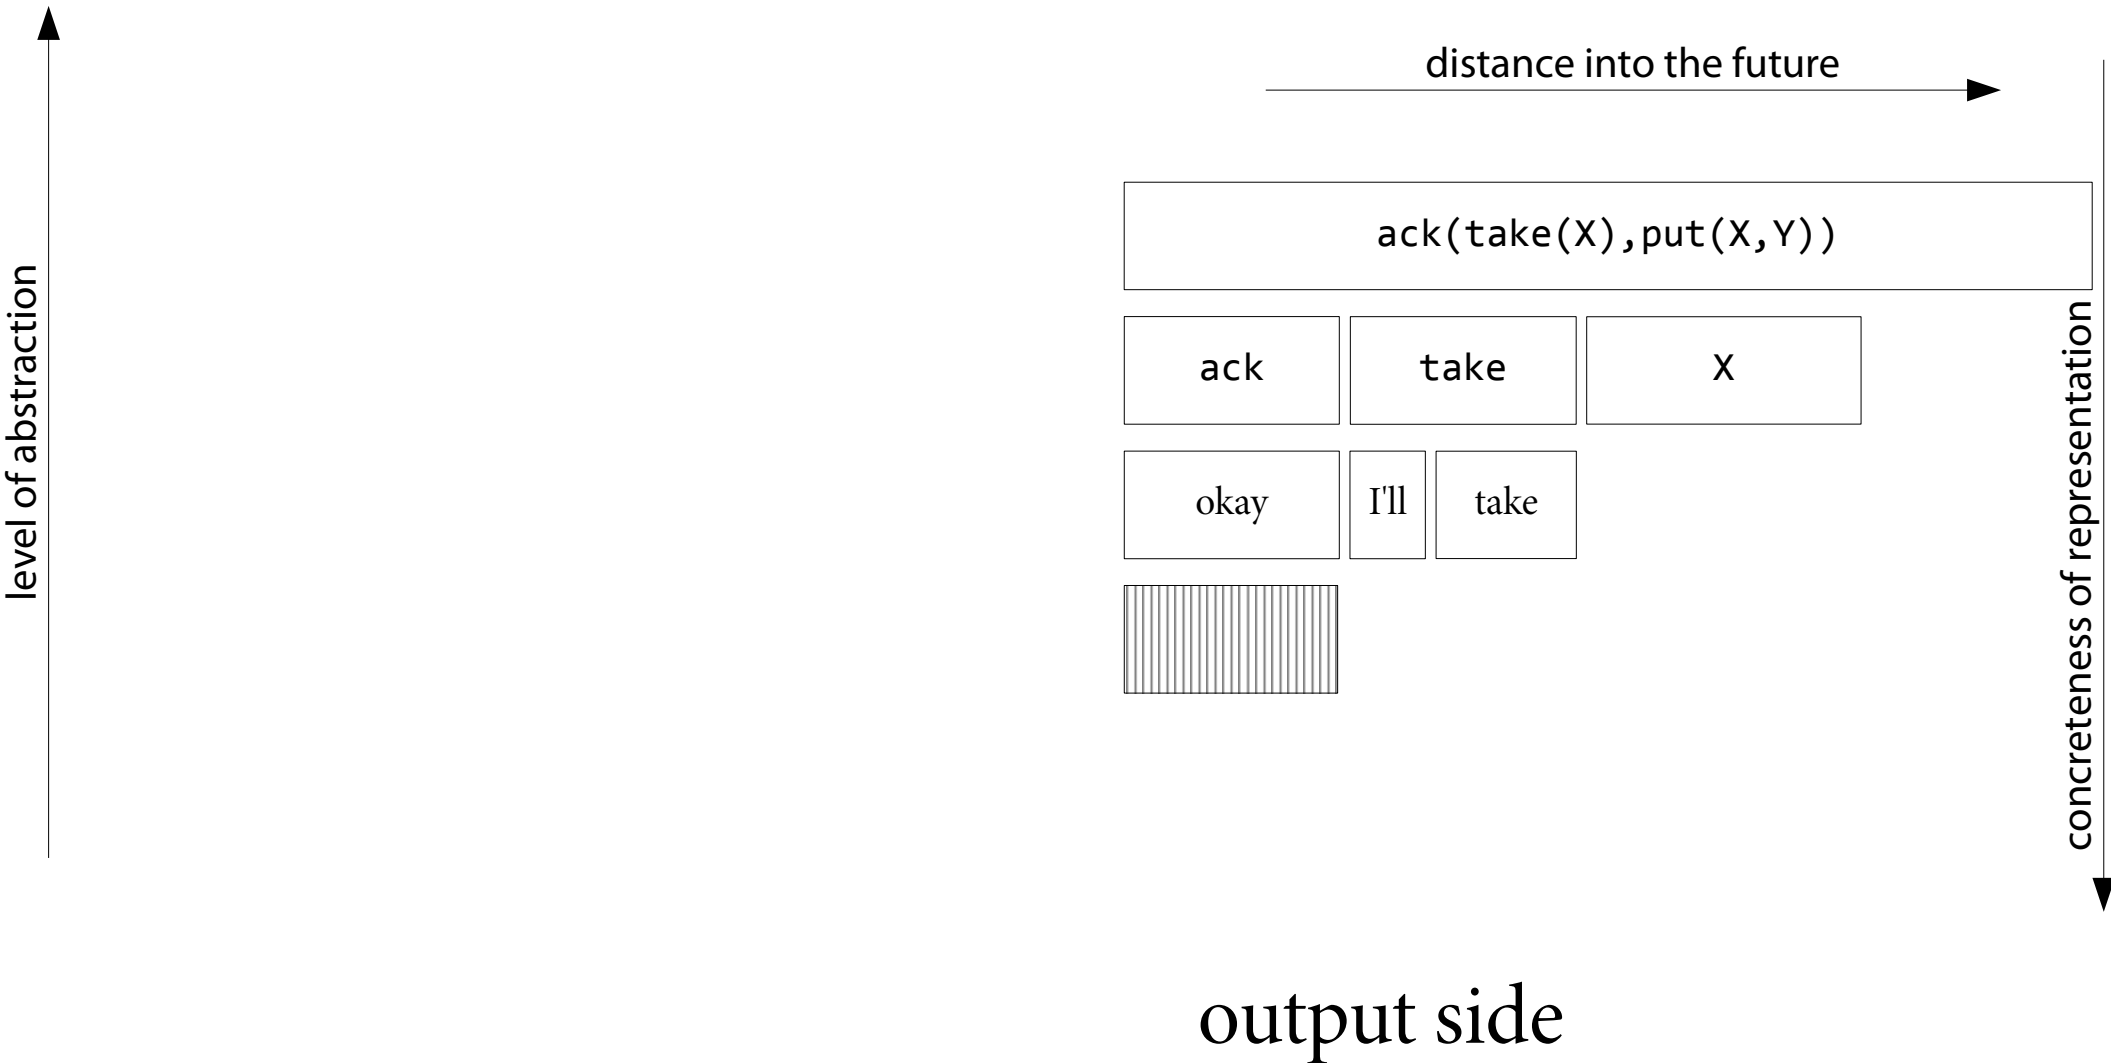 distance into the future
level of abstraction
ack(take(X),put(X,Y))
ack take X
okay I'll take
concreteness of representation
output side